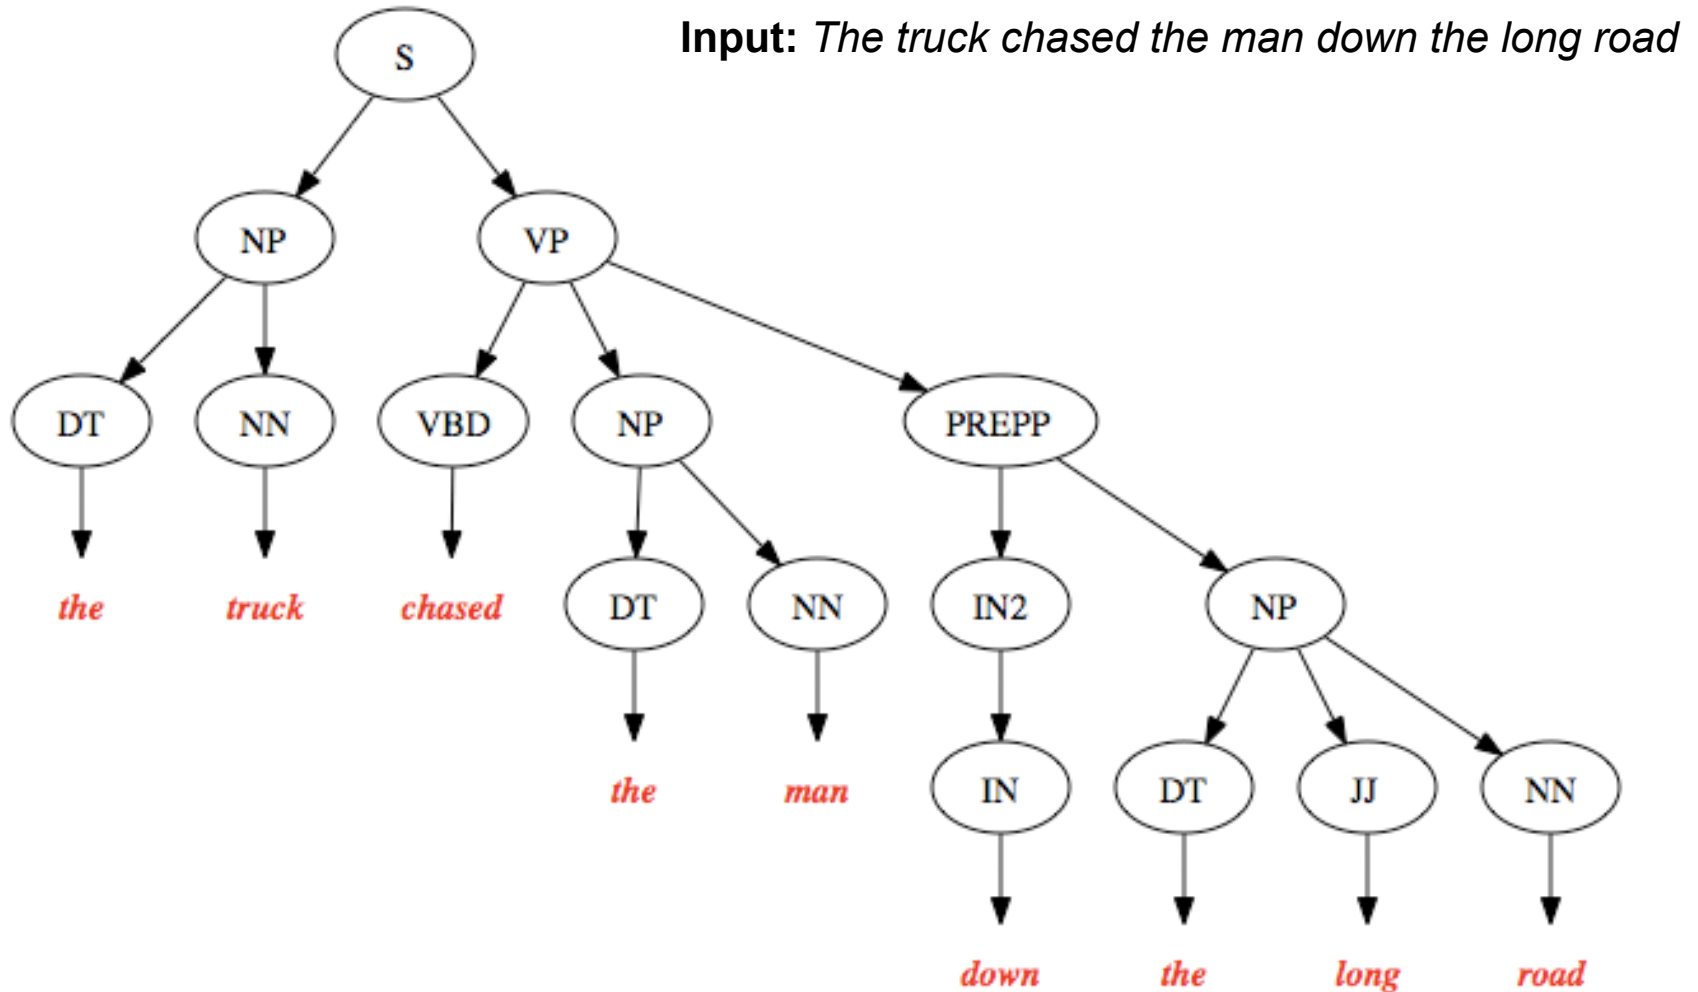 Input: The truck chased the man down the long road
S
NP VP
DT NN VBD NP PREPP
the truck chased DT NN IN2 NP
the man IN DT JJ NN
down the long road